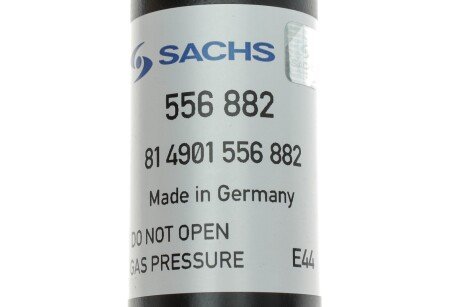 SACHS
556 882
81 4901 556 882
Made in Germany
DO NOT OPEN
GAS PRESSURE E44